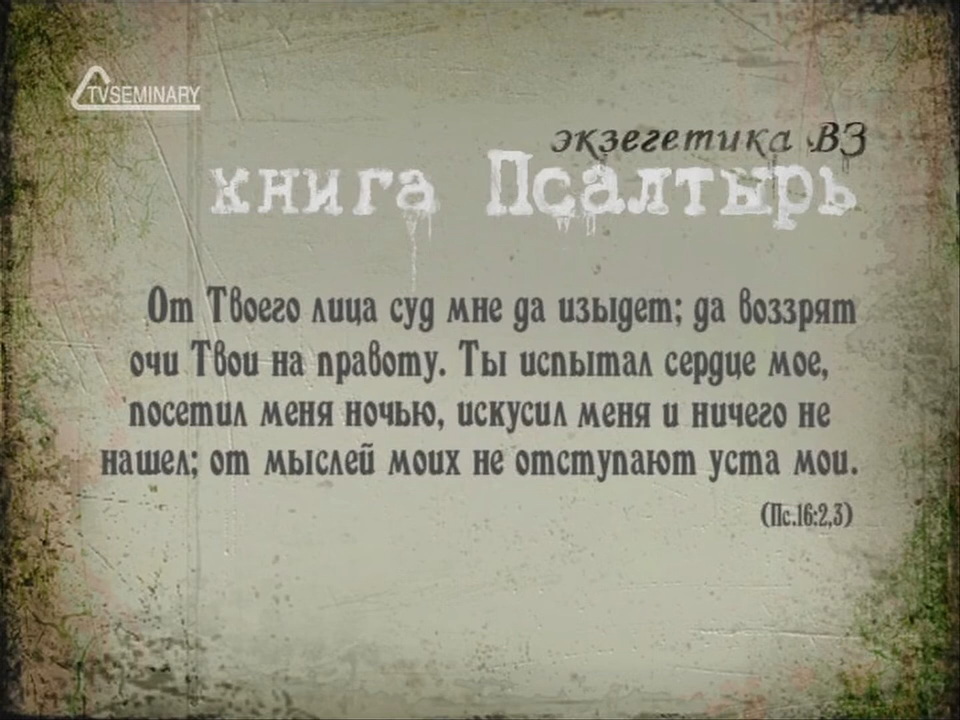 TVSEMINARY
экзегетика ВЗ
книга Псалтырь
От Твоего лица суд мне да изыдет; да воззрят
очи Твои на правоту. Ты испытал сердце мое,
посетил меня ночью, искусил меня и ничего не
нашел; от мыслей моих не отступают уста мои.
(Пс.16:2,3)